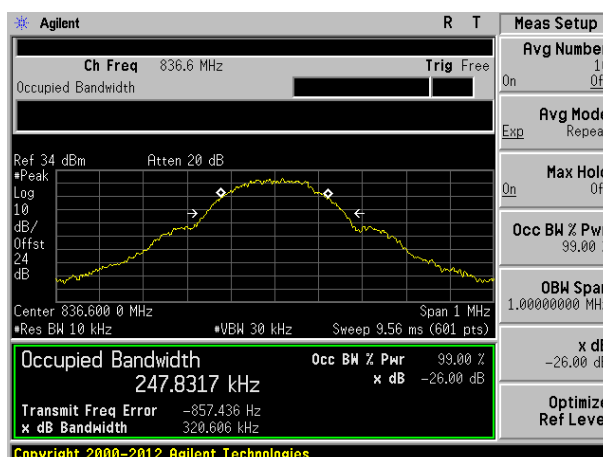 Agilent R T
Ch Freq 836.6 MHz Trig Free
Occupied Bandwidth
Ref 34 dBm Atten 20 dB
#Peak
Log
10
dB/
Offst
24
dB
Center 836.600 0 MHz Span 1 MHz
#Res BW 10 kHz #VBW 30 kHz Sweep 9.56 ms (601 pts)
Occupied Bandwidth Occ BW % Pwr 99.00 %
247.8317 kHz x dB -26.00 dB
Transmit Freq Error -857.436 Hz
x dB Bandwidth 320.606 kHz
Copyright 2000-2012 Agilent Technologies
Meas Setup
Avg Number
10
On Off
Avg Mode
Exp Repeat
Max Hold
On Off
Occ BW % Pwr
99.00 %
OBW Span
1.00000000 MHz
x dB
-26.00 dB
Optimize
Ref Level